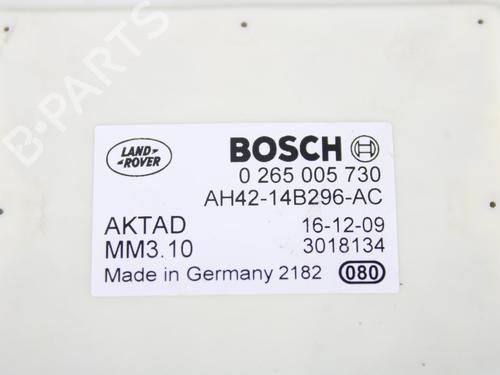 B-PARTS
LAND ROVER
BOSCH
0 265 005 730
AH42-14B296-AC
AKTAD 16-12-09
MM3.10 3018134
Made in Germany 2182 080